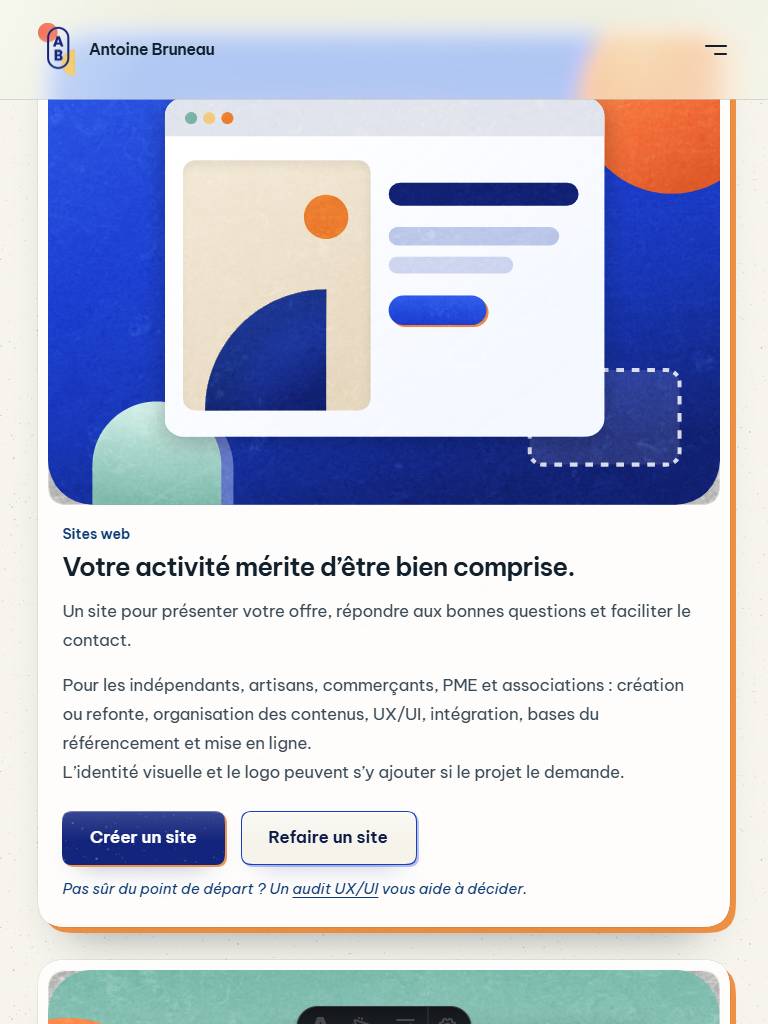 A
B
Antoine Bruneau
Sites web
Votre activité mérite d’être bien comprise.
Un site pour présenter votre offre, répondre aux bonnes questions et faciliter le
contact.
Pour les indépendants, artisans, commerçants, PME et associations : création
ou refonte, organisation des contenus, UX/UI, intégration, bases du
référencement et mise en ligne.
L’identité visuelle et le logo peuvent s’y ajouter si le projet le demande.
Créer un site
Refaire un site
Pas sûr du point de départ ? Un audit UX/UI vous aide à décider.